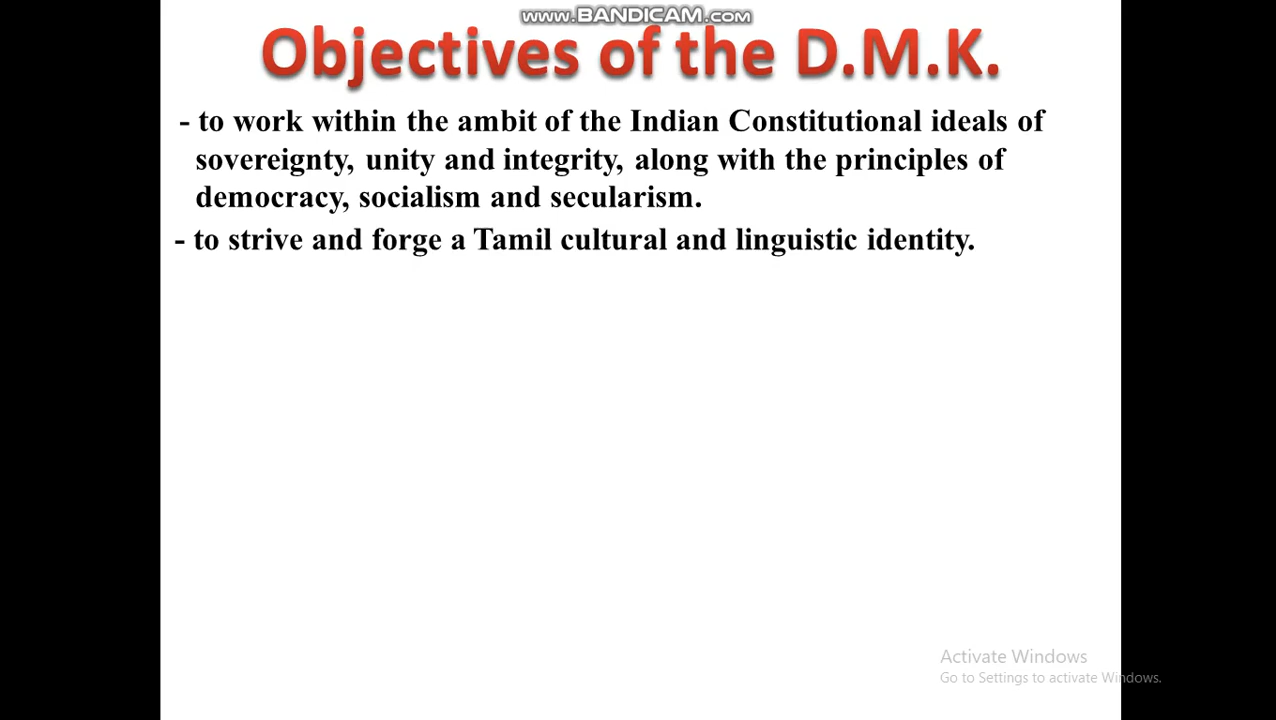 www.BANDICAM.com
Objectives of the D.M.K.
- to work within the ambit of the Indian Constitutional ideals of
sovereignty, unity and integrity, along with the principles of
democracy, socialism and secularism.
- to strive and forge a Tamil cultural and linguistic identity.
Activate Windows
Go to Settings to activate Windows.